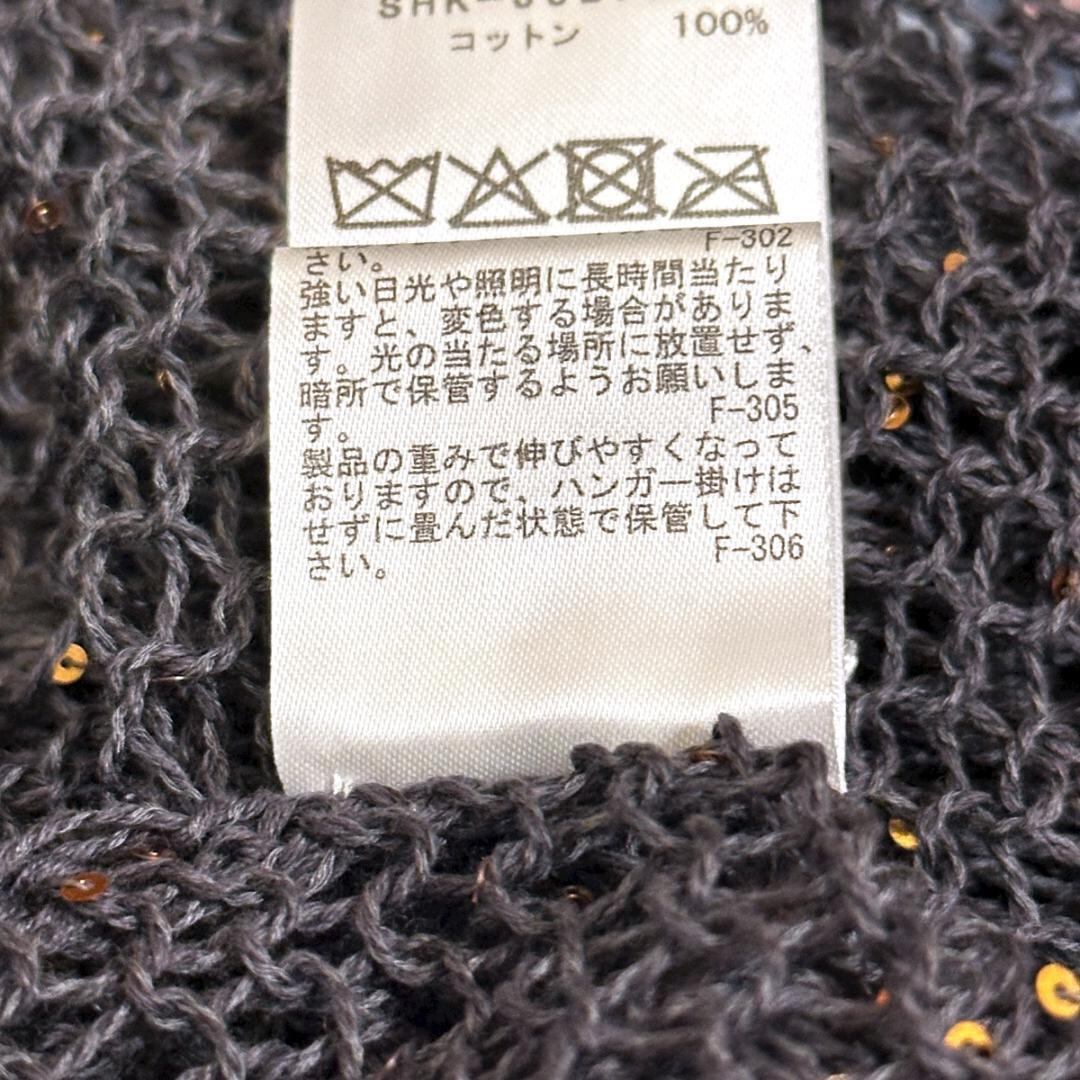 コットン 100%
F-302
さい。
強い日光や照明に長時間当たり
ますと、変色する場合があります。光の当たる場所に放置せず、
暗所で保管するようお願いします。
F-305
製品の重みで伸びやすくなって
おりますので、ハンガー掛けは
せずに畳んだ状態で保管して下さい。
F-306